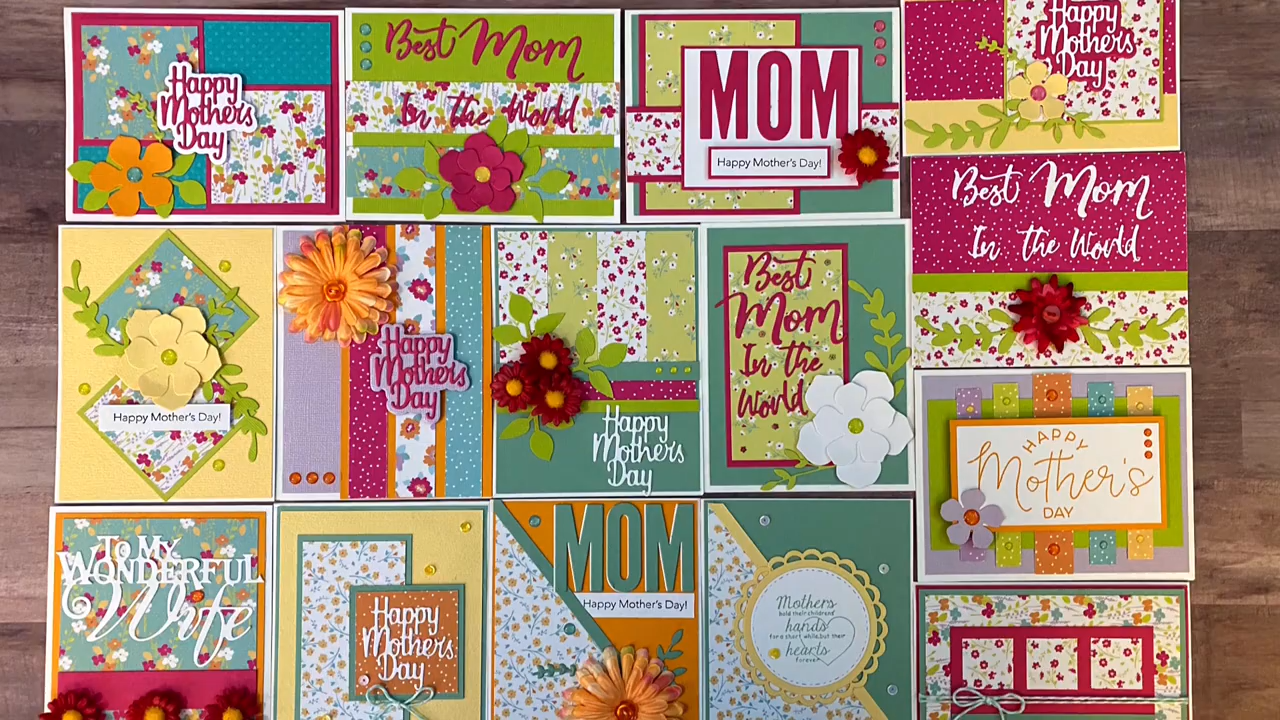 Happy
Mother's
Day
Best Mom
In the World
MOM
Happy Mother's Day!
Happy
Mother's
Day
Best Mom
In the World
Happy Mother's Day!
Happy
Mother's
Day
Happy
Mother's
Day
Best
Mom
In the
World
HAPPY
Mother's
DAY
TO MY
WONDERFUL
Wife
Happy
Mother's
Day
MOM
Happy Mother's Day!
Mothers
hold their childrens'
hands
for a short while, but their
hearts
forever